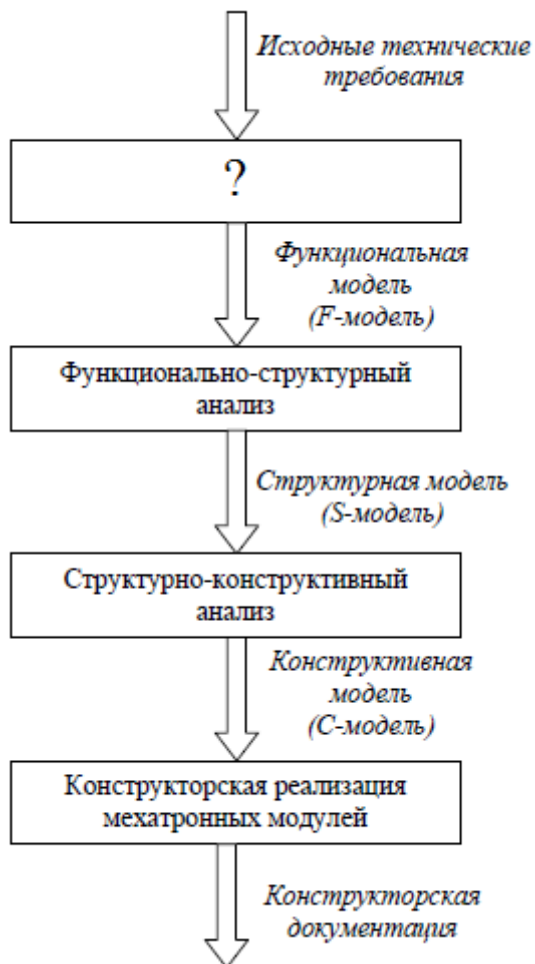 Исходные технические
требования
?
Функциональная
модель
(F-модель)
Функционально-структурный
анализ
Структурная модель
(S-модель)
Структурно-конструктивный
анализ
Конструктивная
модель
(C-модель)
Конструкторская реализация
мехатронных модулей
Конструкторская
документация